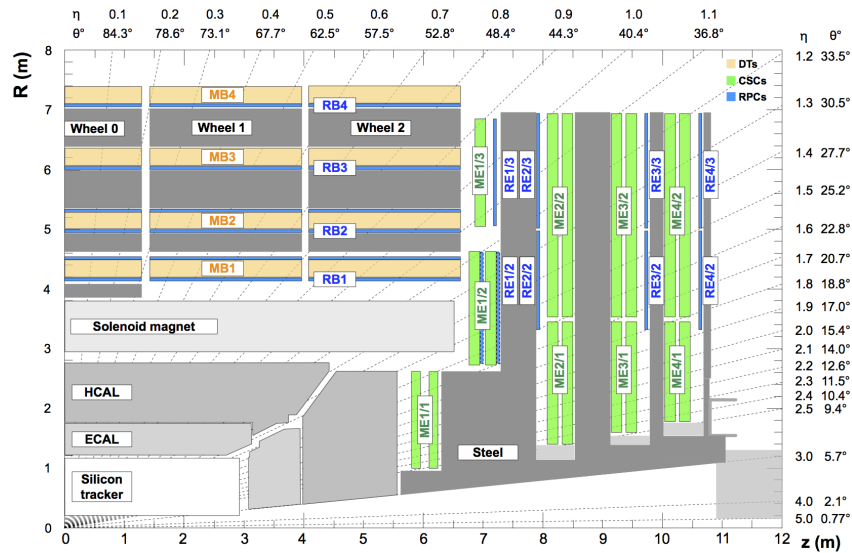 η 0.1 0.2 0.3 0.4 0.5 0.6 0.7 0.8 0.9 1.0 1.1
θ° 84.3° 78.6° 73.1° 67.7° 62.5° 57.5° 52.8° 48.4° 44.3° 40.4° 36.8° η θ°
R (m)
8
7
6
5
4
3
2
1
0
1.2 33.5°
1.3 30.5°
1.4 27.7°
1.5 25.2°
1.6 22.8°
1.7 20.7°
1.8 18.8°
1.9 17.0°
2.0 15.4°
2.1 14.0°
2.2 12.6°
2.3 11.5°
2.4 10.4°
2.5 9.4°
3.0 5.7°
4.0 2.1°
5.0 0.77°
DTs
CSCs
RPCs
MB4
RB4
Wheel 0 Wheel 1 Wheel 2
MB3
RB3
MB2
RB2
MB1
RB1
Solenoid magnet
HCAL
ECAL
Silicon
tracker
Steel
ME1/3
RE1/3
RE2/3
ME2/2
ME3/2
RE3/3
ME4/2
RE4/3
ME1/2
RE1/2
RE2/2
RE3/2
RE4/2
ME1/1
ME2/1
ME3/1
ME4/1
0 1 2 3 4 5 6 7 8 9 10 11 12
z (m)